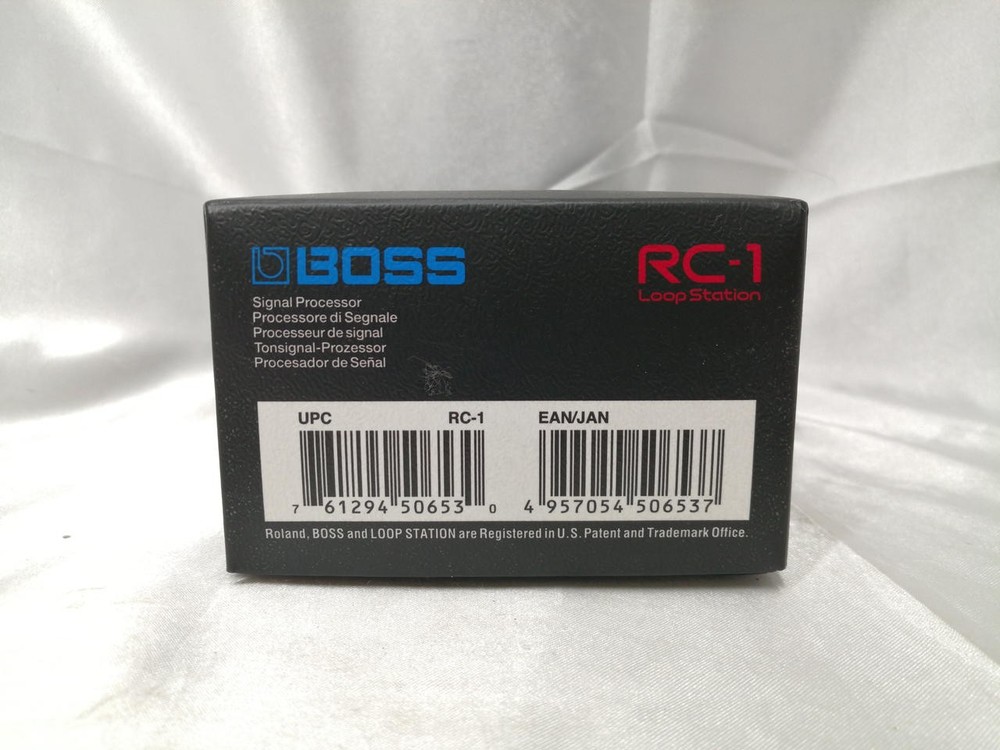 BOSS
RC-1
Loop Station
Signal Processor
Processore di Segnale
Processeur de signal
Tonsignal-Prozessor
Procesador de Señal
UPC RC-1
7 61294 50653 0
EAN/JAN
4 957054 506537
Roland, BOSS and LOOP STATION are Registered in U.S. Patent and Trademark Office.